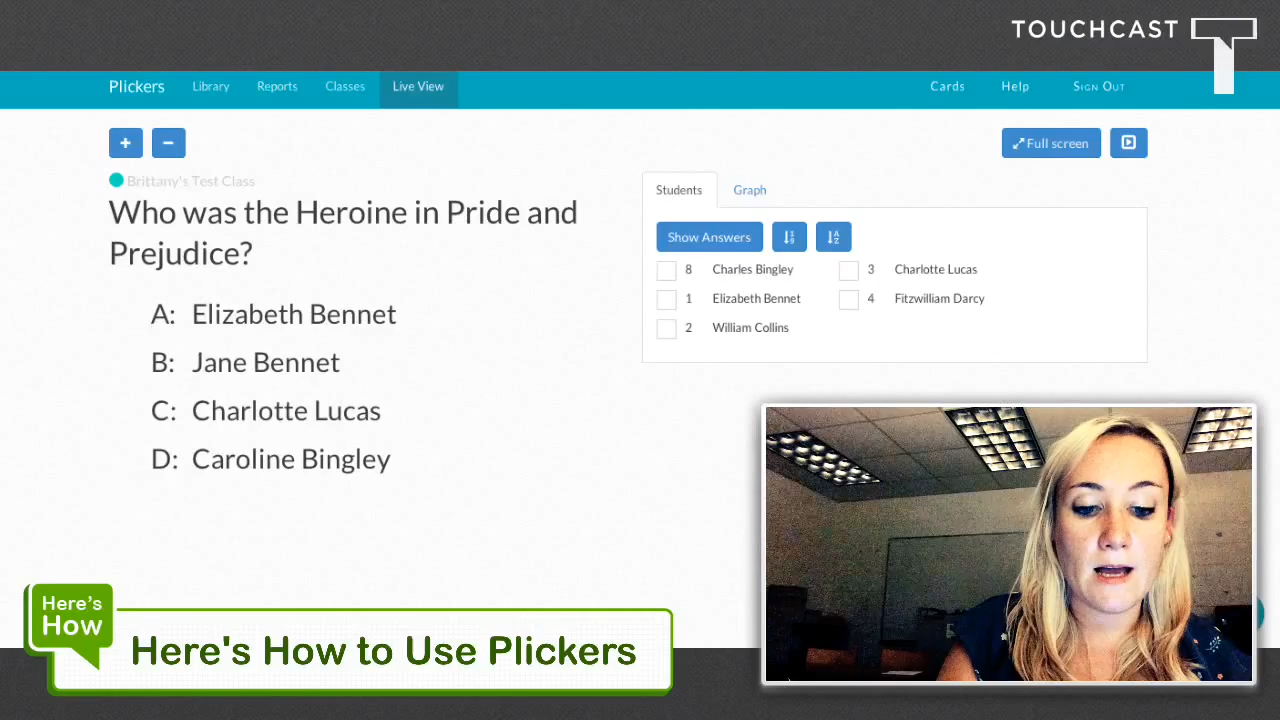 TOUCHCAST
Plickers Library Reports Classes Live View Cards Help Sign Out
+ − Full screen
Brittany's Test Class
Who was the Heroine in Pride and
Prejudice?
A: Elizabeth Bennet
B: Jane Bennet
C: Charlotte Lucas
D: Caroline Bingley
Students Graph
Show Answers
8 Charles Bingley 3 Charlotte Lucas
1 Elizabeth Bennet 4 Fitzwilliam Darcy
2 William Collins
Here's
How
Here's How to Use Plickers